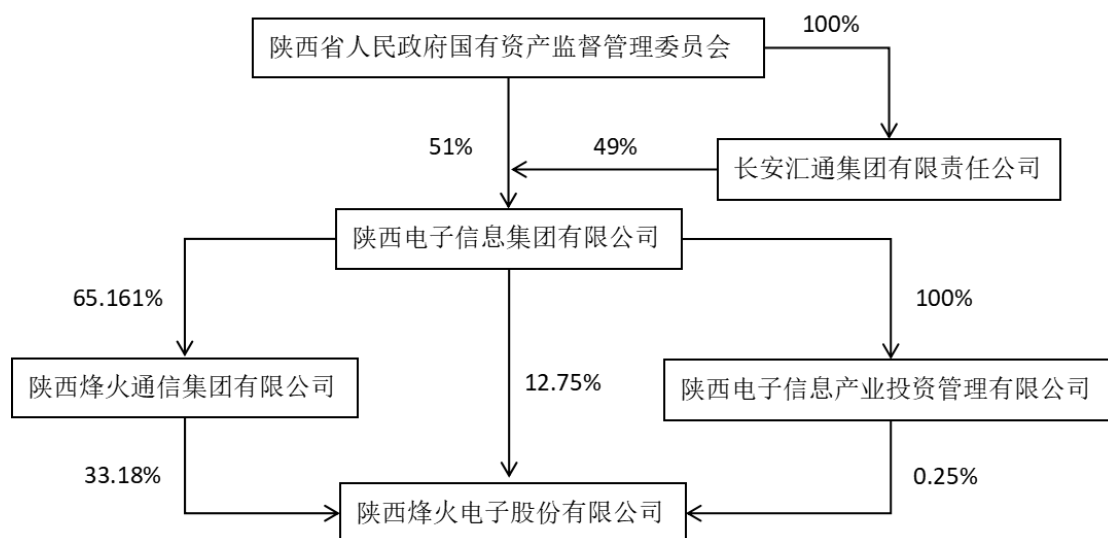 陕西省人民政府国有资产监督管理委员会
100%
51%
49%
长安汇通集团有限责任公司
陕西电子信息集团有限公司
65.161%
100%
陕西烽火通信集团有限公司
12.75%
陕西电子信息产业投资管理有限公司
33.18%
0.25%
陕西烽火电子股份有限公司